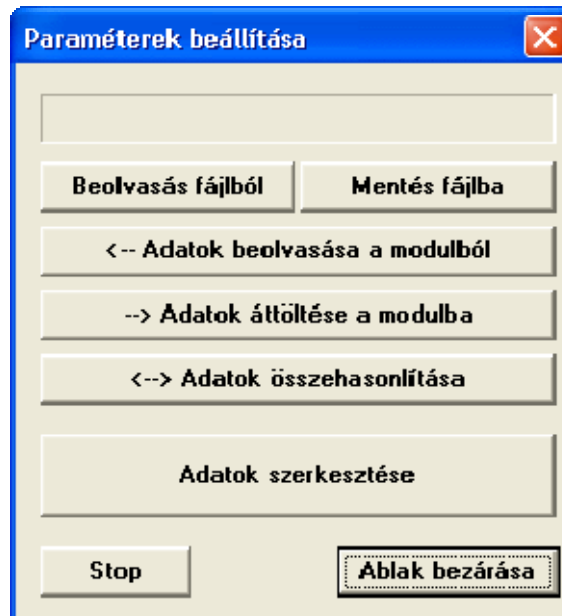 Paraméterek beállítása
Beolvasás fájlból
Mentés fájlba
<-- Adatok beolvasása a modulból
--> Adatok áttöltése a modulba
<--> Adatok összehasonlítása
Adatok szerkesztése
Stop
Ablak bezárása